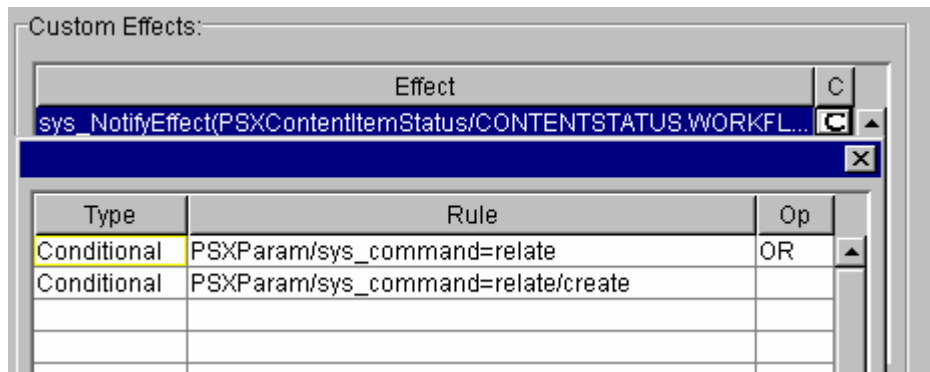 Custom Effects:
Effect C
sys_NotifyEffect(PSXContentItemStatus/CONTENTSTATUS.WORKFL... C
Type Rule Op
Conditional PSXParam/sys_command=relate OR
Conditional PSXParam/sys_command=relate/create